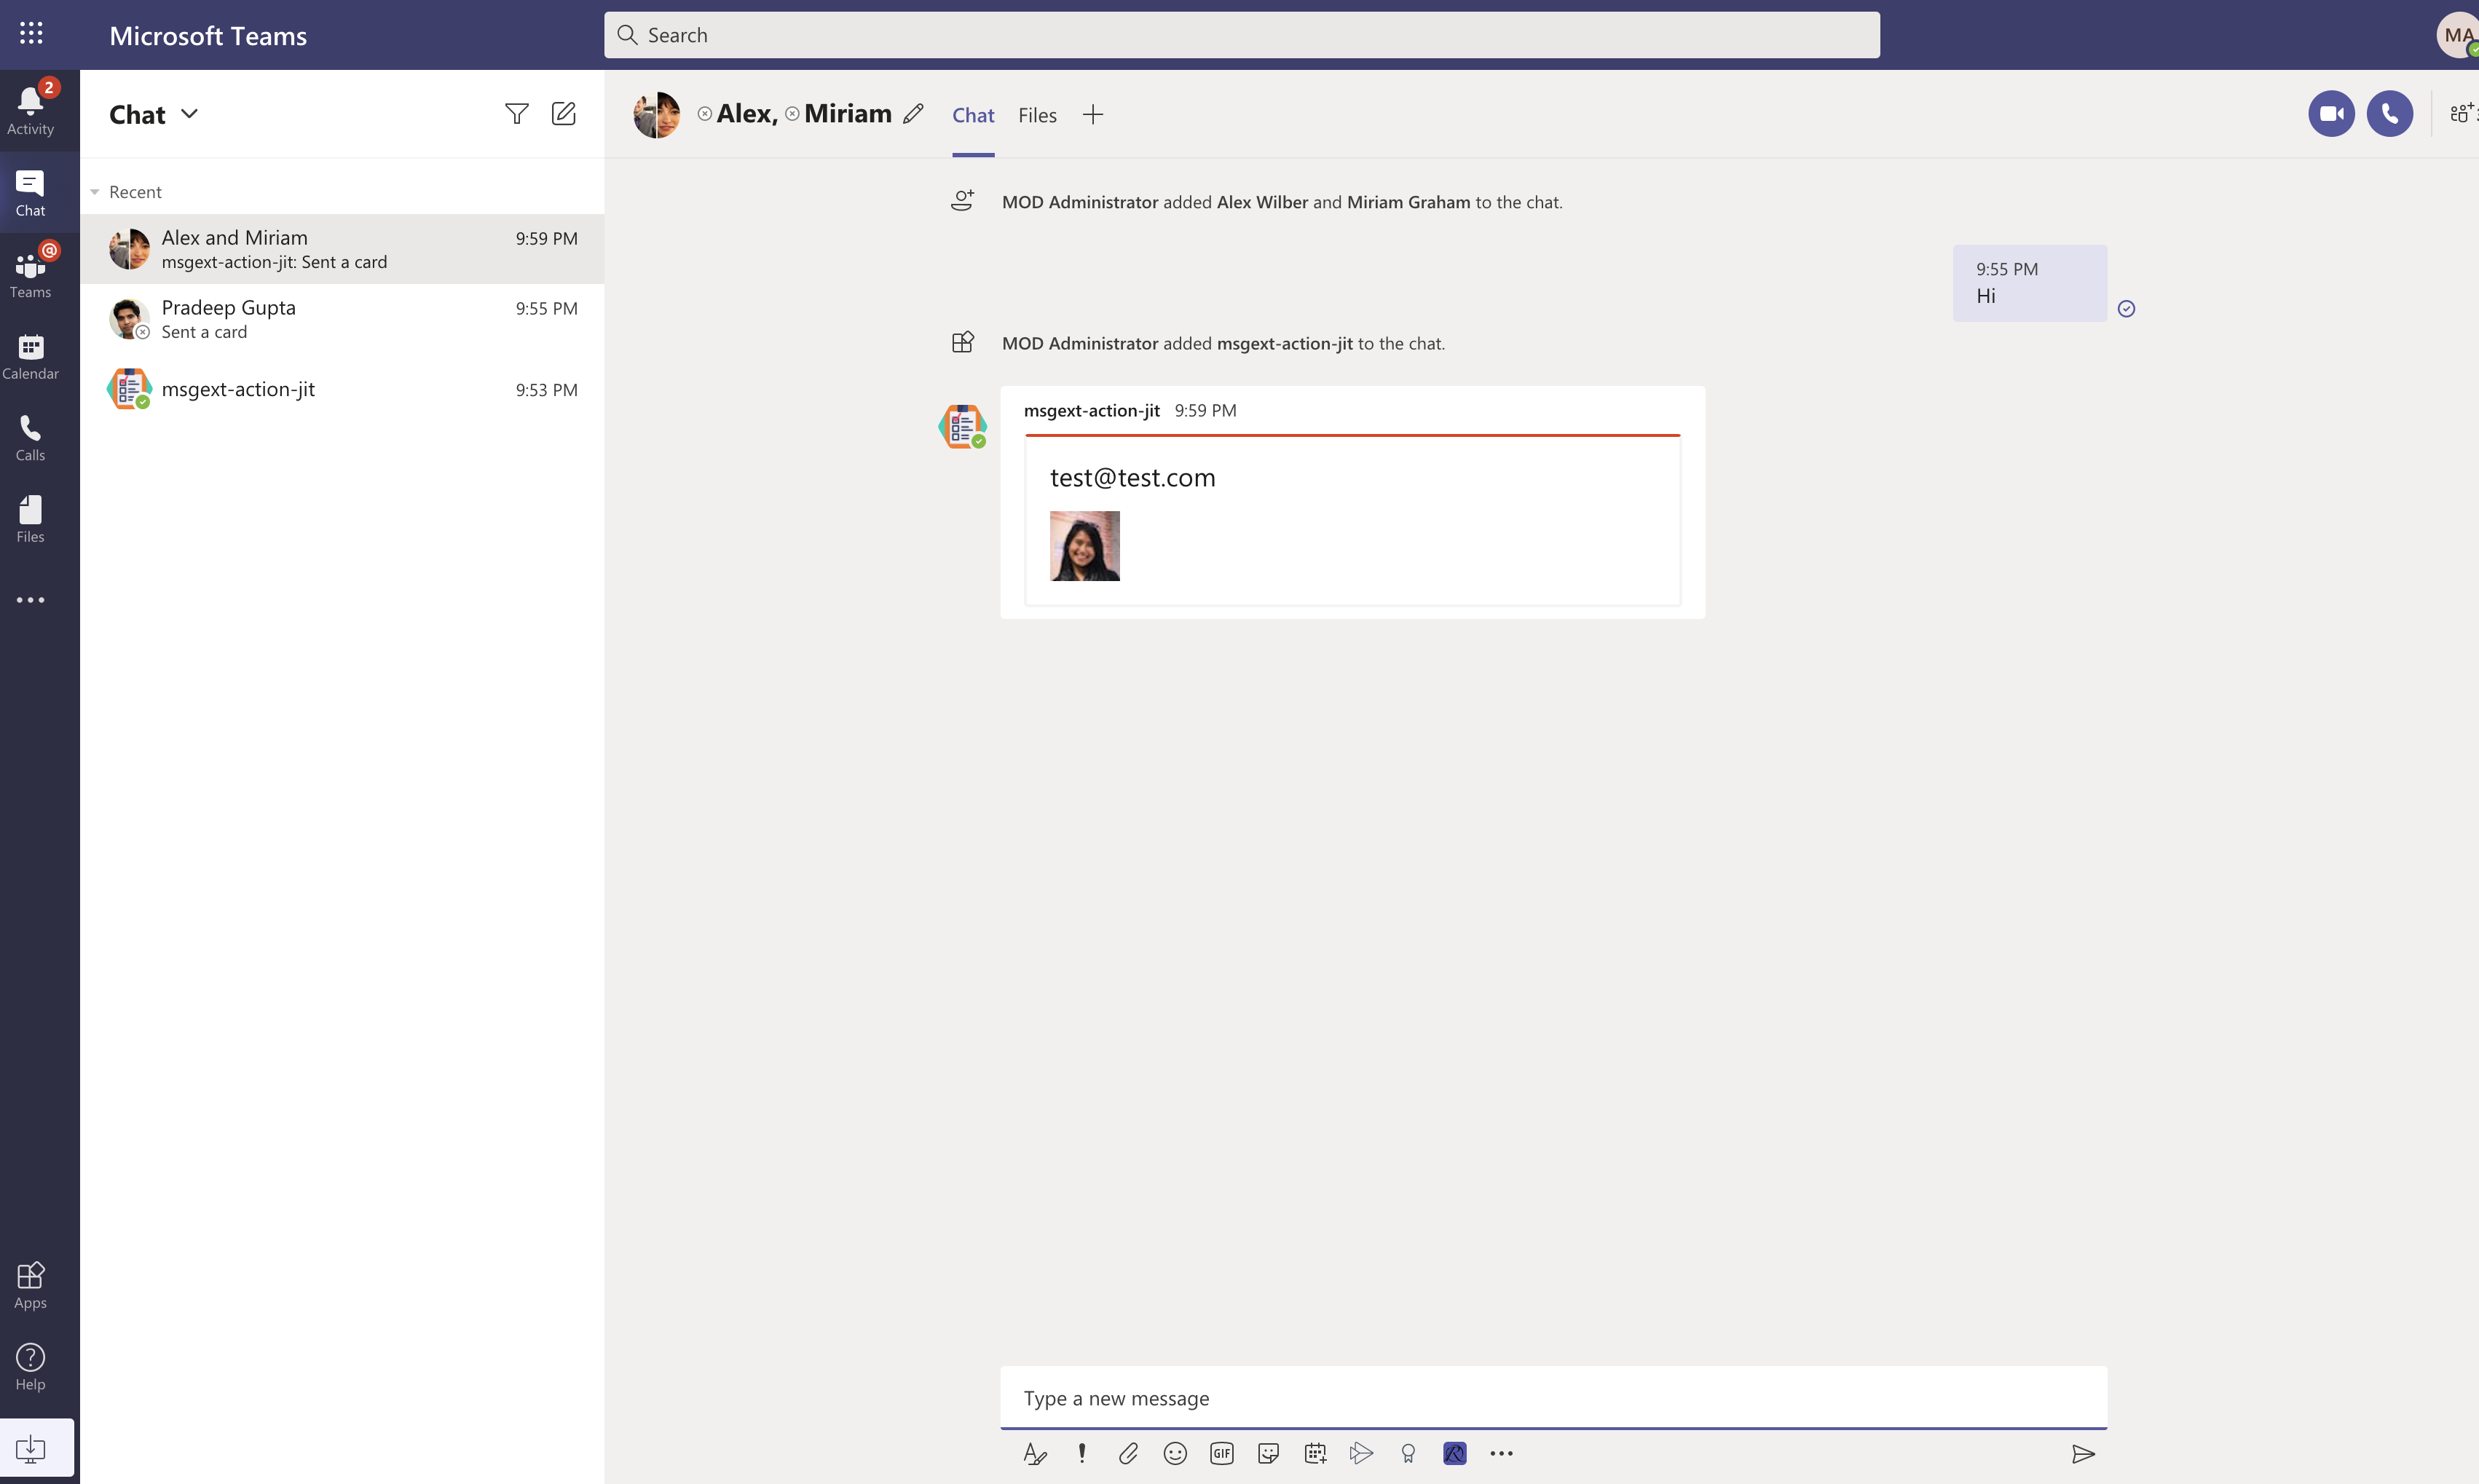 Microsoft Teams
Search
MA
2
Activity
Chat
@
Teams
Calendar
Calls
Files
Apps
Help
Chat
Recent
Alex and Miriam 9:59 PM
msgext-action-jit: Sent a card
Pradeep Gupta 9:55 PM
Sent a card
msgext-action-jit 9:53 PM
Alex, Miriam Chat Files
MOD Administrator added Alex Wilber and Miriam Graham to the chat.
9:55 PM
Hi
MOD Administrator added msgext-action-jit to the chat.
msgext-action-jit 9:59 PM
test@test.com
Type a new message
GIF